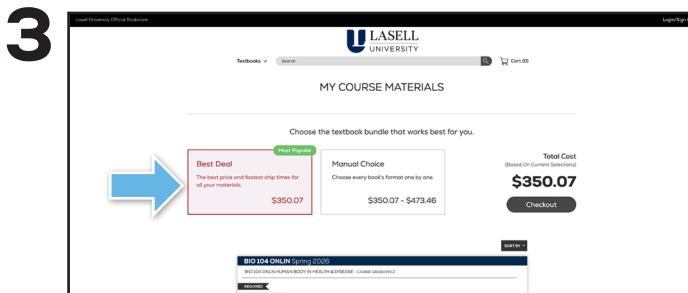 3
Lasell University Official Bookstore
Login/Sign
LASELL
UNIVERSITY
Textbooks
Search
Cart (0)
MY COURSE MATERIALS
Choose the textbook bundle that works best for you.
Most Popular
Best Deal
The best price and fastest ship times for
all your materials.
$350.07
Manual Choice
Choose every book's format one by one.
$350.07 - $473.46
Total Cost
(Based On Current Selections)
$350.07
Checkout
SORT BY
BIO 104 ONLIN Spring 2026
BIO 104 ONLN HUMAN BODY IN HEALTH & DISEASE - CARRIE GRABOWICZ
REQUIRED